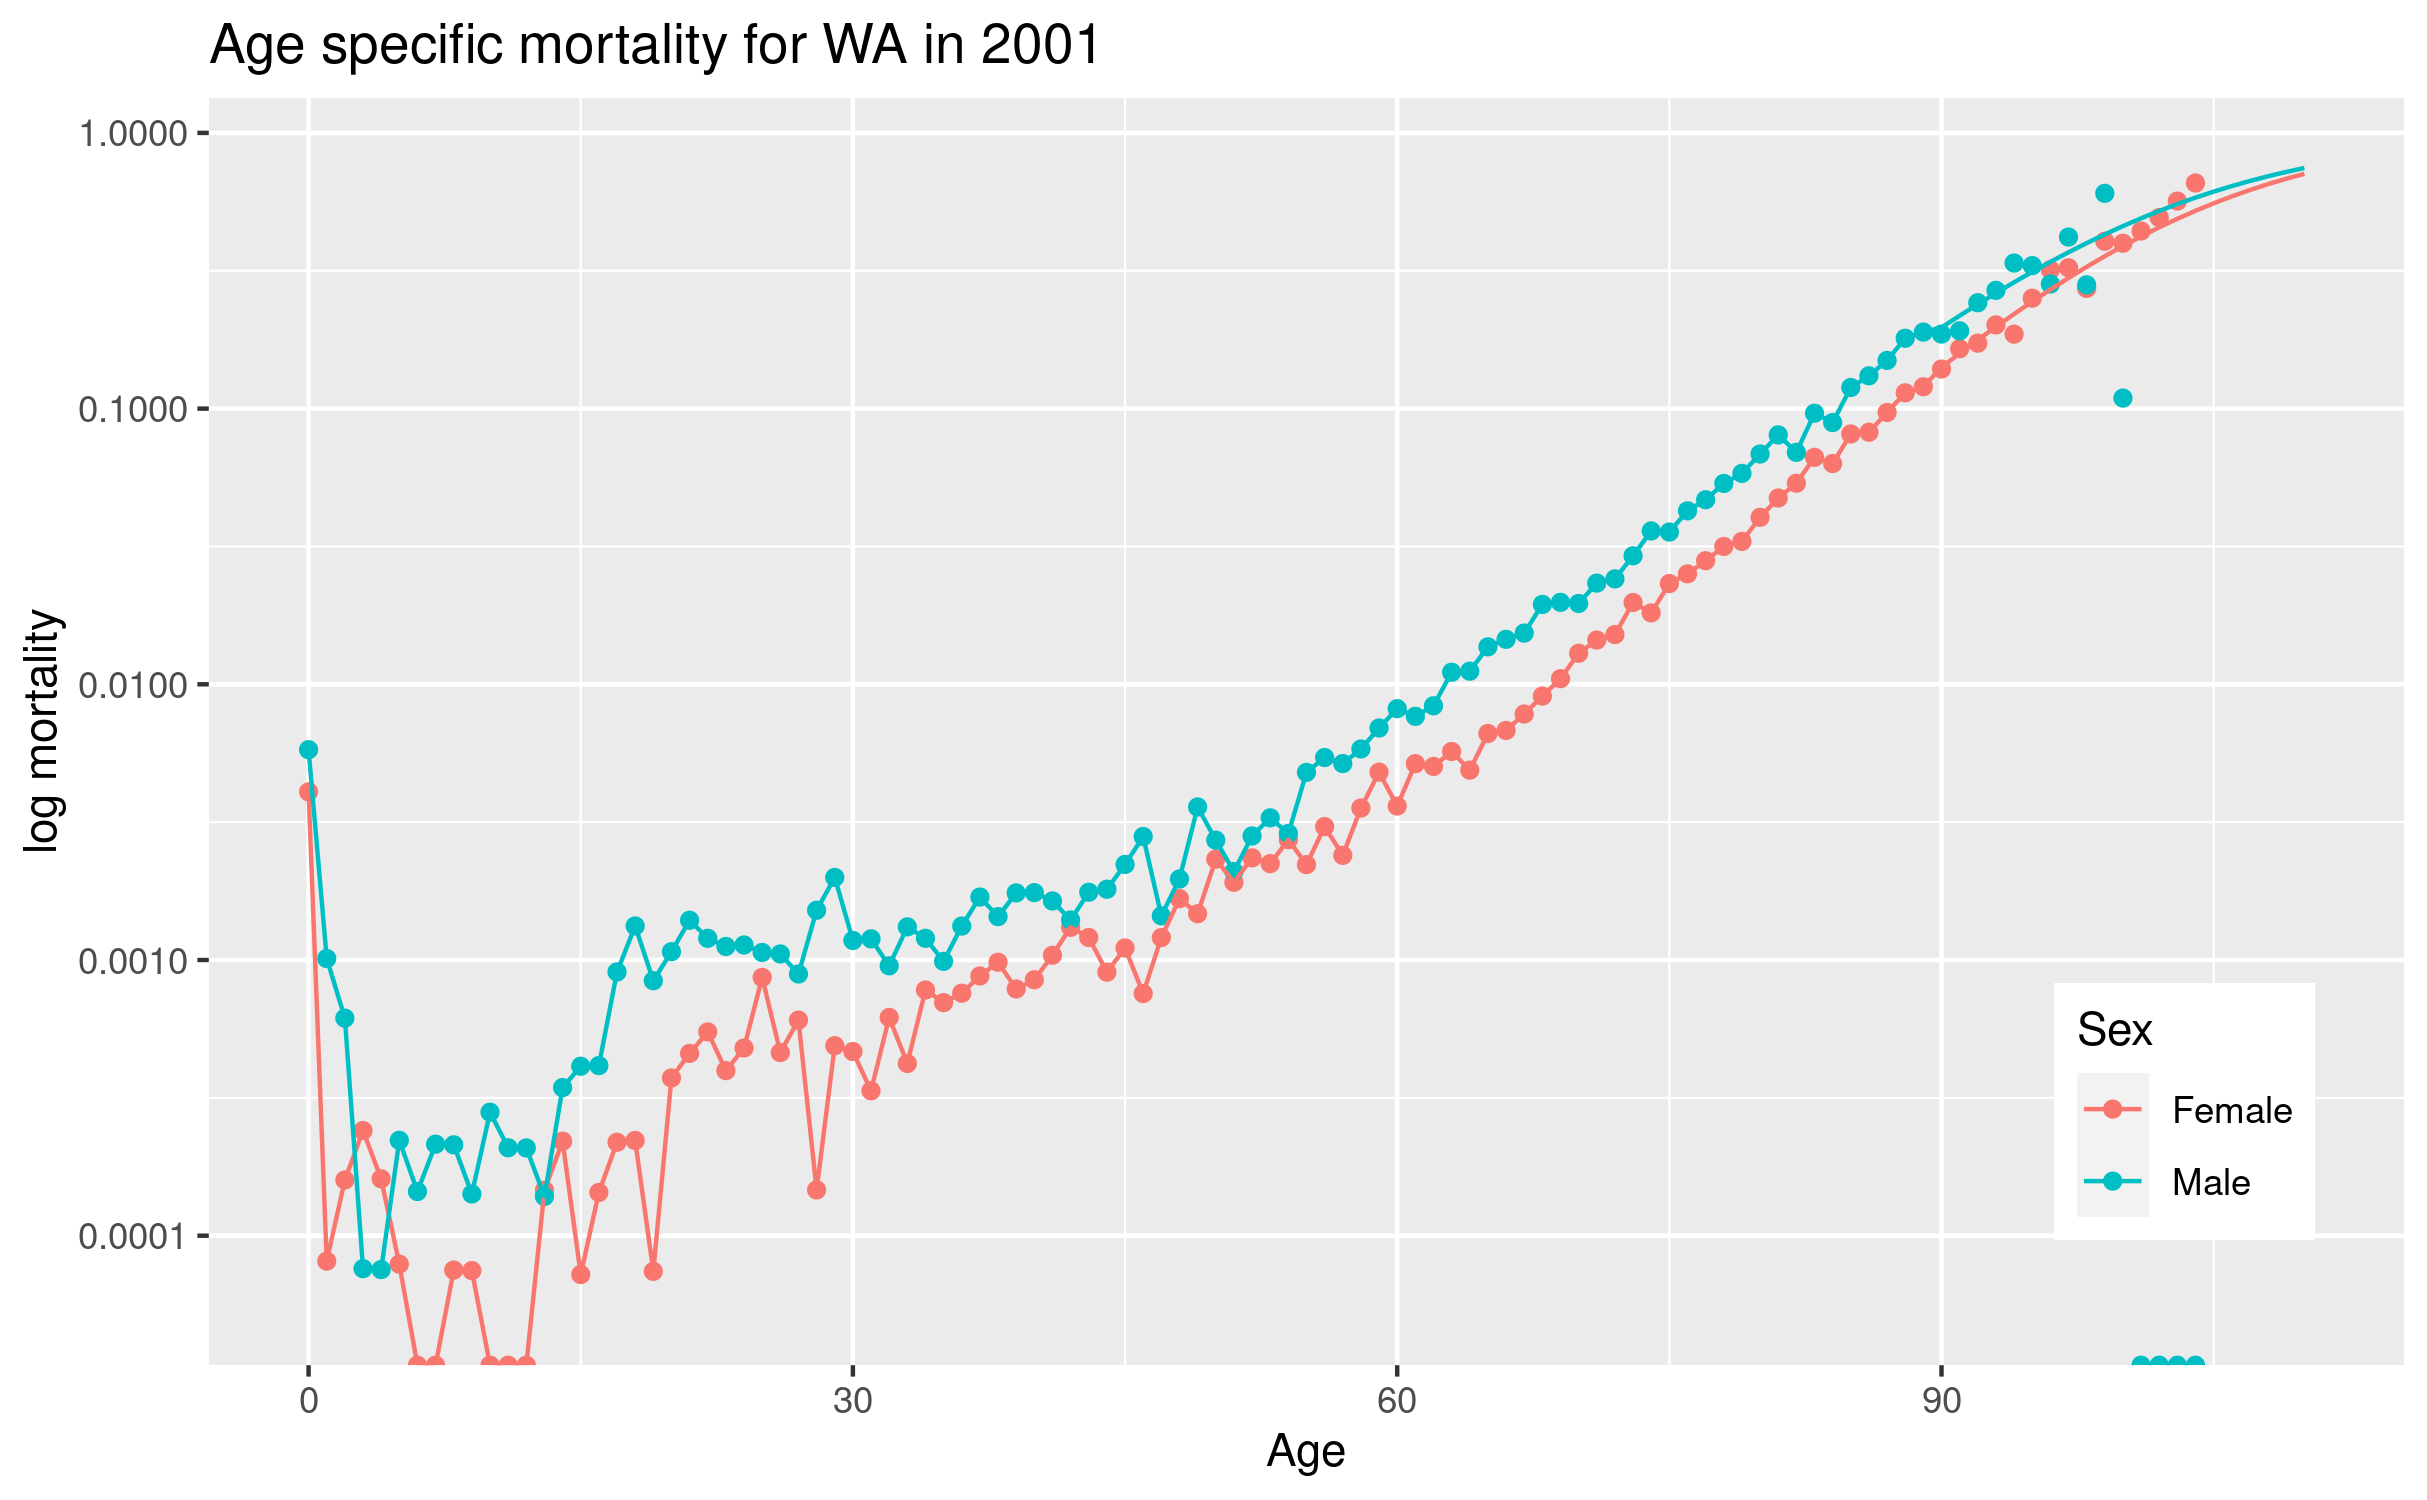 Age specific mortality for WA in 2001
1.0000
0.1000
0.0100
0.0010
0.0001
log mortality
0 30 60 90
Age
Sex
Female
Male